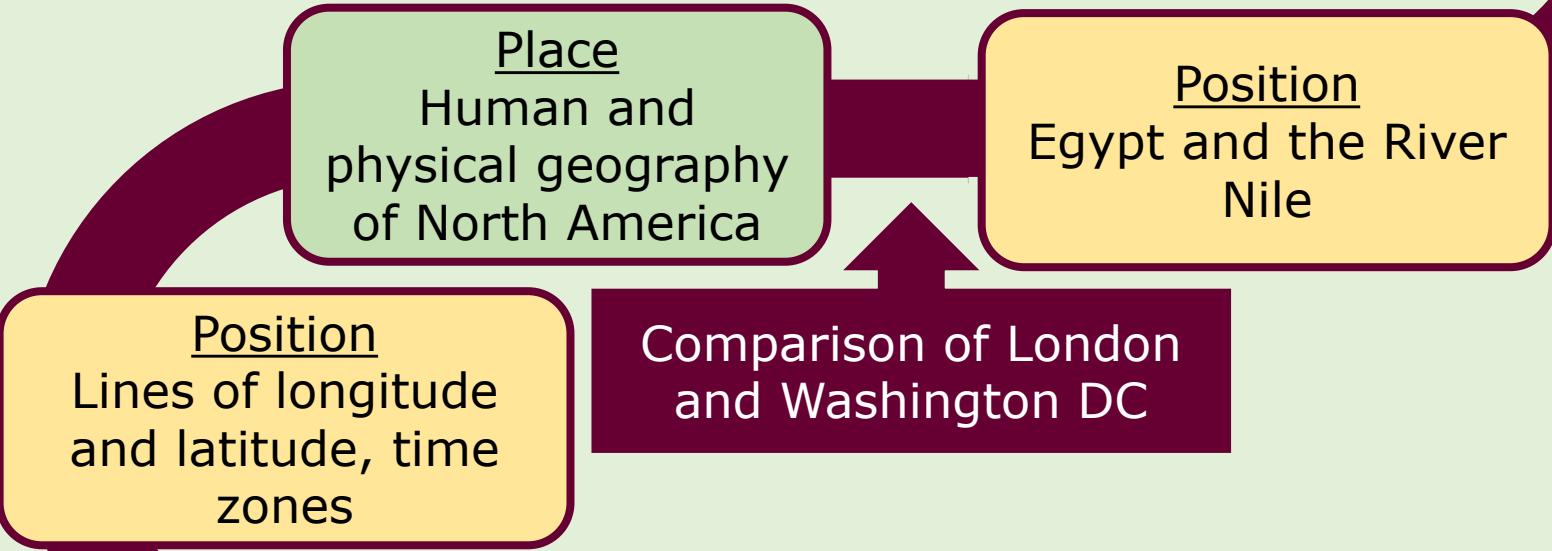 Place
Human and
physical geography
of North America
Position
Egypt and the River
Nile
Position
Lines of longitude
and latitude, time
zones
Comparison of London
and Washington DC